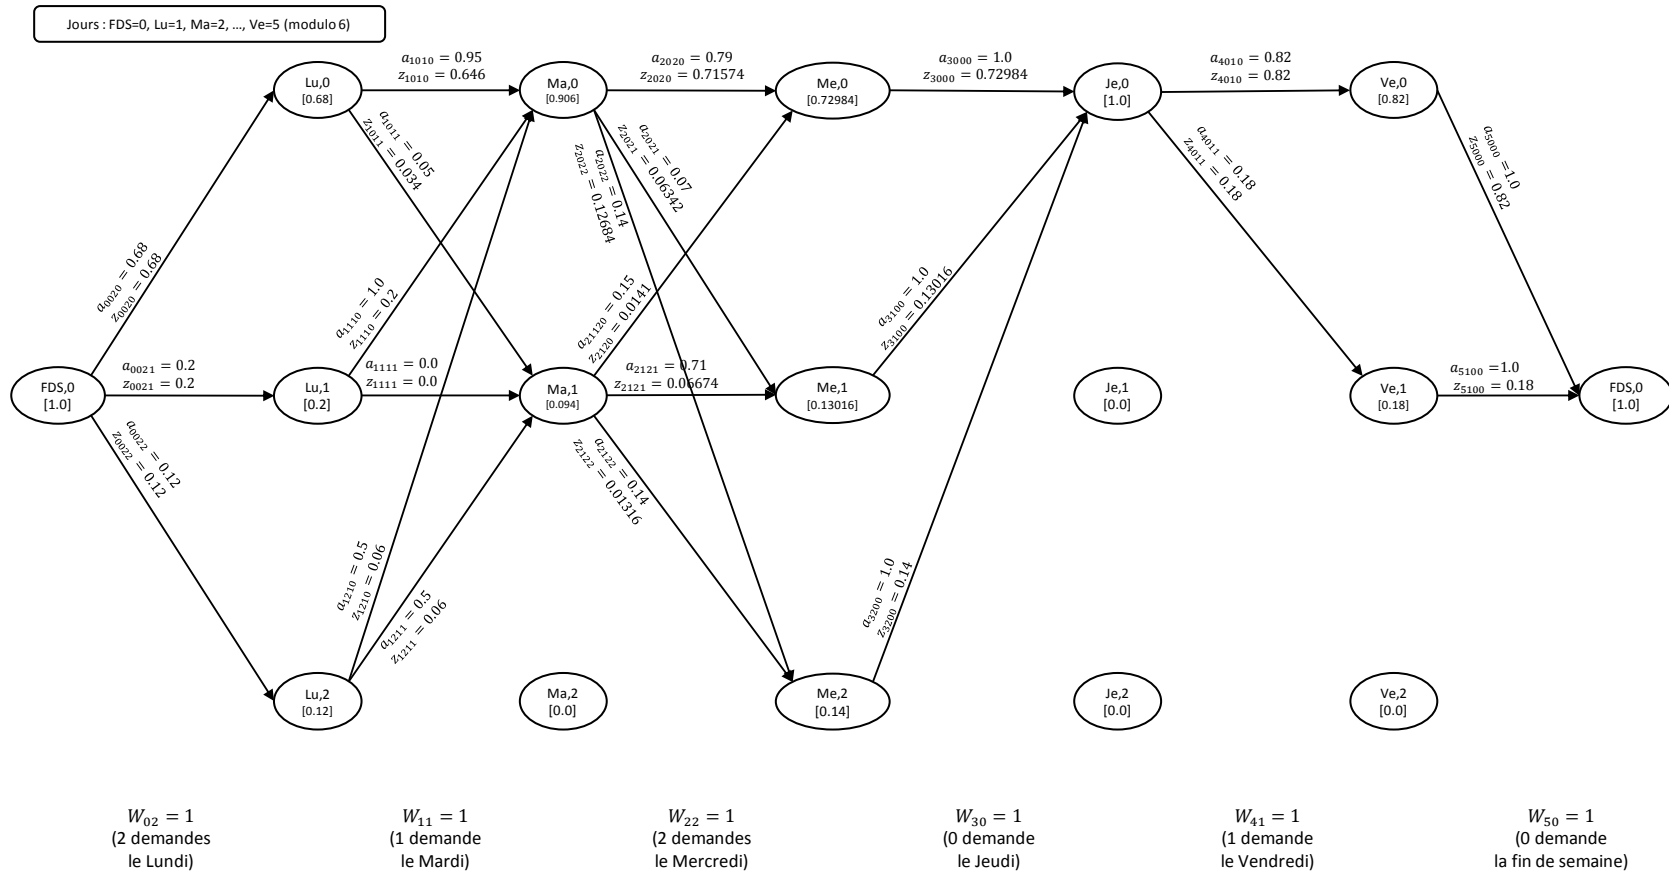 Jours : FDS=0, Lu=1, Ma=2, ..., Ve=5 (modulo 6)
Lu,0
[0.68]
a₁₀₁₀ = 0.95
z₁₀₁₀ = 0.646
Ma,0
[0.906]
a₂₀₂₀ = 0.79
z₂₀₂₀ = 0.71574
Me,0
[0.72984]
a₃₀₀₀ = 1.0
z₃₀₀₀ = 0.72984
Je,0
[1.0]
a₄₀₁₀ = 0.82
z₄₀₁₀ = 0.82
Ve,0
[0.82]
a₁₀₁₁ = 0.05
z₁₀₁₁ = 0.034
a₂₀₂₁ = 0.07
z₂₀₂₁ = 0.06342
a₂₀₂₂ = 0.14
z₂₀₂₂ = 0.12684
a₄₀₁₁ = 0.18
z₄₀₁₁ = 0.18
a₅₀₀₀ = 1.0
z₅₀₀₀ = 0.82
a₀₀₂₀ = 0.68
z₀₀₂₀ = 0.68
a₁₁₁₀ = 1.0
z₁₁₁₀ = 0.2
a₂₁₁₂₀ = 0.15
z₂₁₂₀ = 0.0141
a₃₁₀₀ = 1.0
z₃₁₀₀ = 0.13016
FDS,0
[1.0]
a₀₀₂₁ = 0.2
z₀₀₂₁ = 0.2
Lu,1
[0.2]
a₁₁₁₁ = 0.0
z₁₁₁₁ = 0.0
Ma,1
[0.094]
a₂₁₂₁ = 0.71
z₂₁₂₁ = 0.06674
Me,1
[0.13016]
Je,1
[0.0]
Ve,1
[0.18]
a₅₁₀₀ =1.0
z₅₁₀₀ = 0.18
FDS,0
[1.0]
a₀₀₂₂ = 0.12
z₀₀₂₂ = 0.12
a₂₁₂₂ = 0.14
z₂₁₂₂ = 0.01316
a₁₂₁₀ = 0.5
z₁₂₁₀ = 0.06
a₁₂₁₁ = 0.5
z₁₂₁₁ = 0.06
a₃₂₀₀ = 1.0
z₃₂₀₀ = 0.14
Lu,2
[0.12]
Ma,2
[0.0]
Me,2
[0.14]
Je,2
[0.0]
Ve,2
[0.0]
W₀₂ = 1
(2 demandes
le Lundi)
W₁₁ = 1
(1 demande
le Mardi)
W₂₂ = 1
(2 demandes
le Mercredi)
W₃₀ = 1
(0 demande
le Jeudi)
W₄₁ = 1
(1 demande
le Vendredi)
W₅₀ = 1
(0 demande
la fin de semaine)